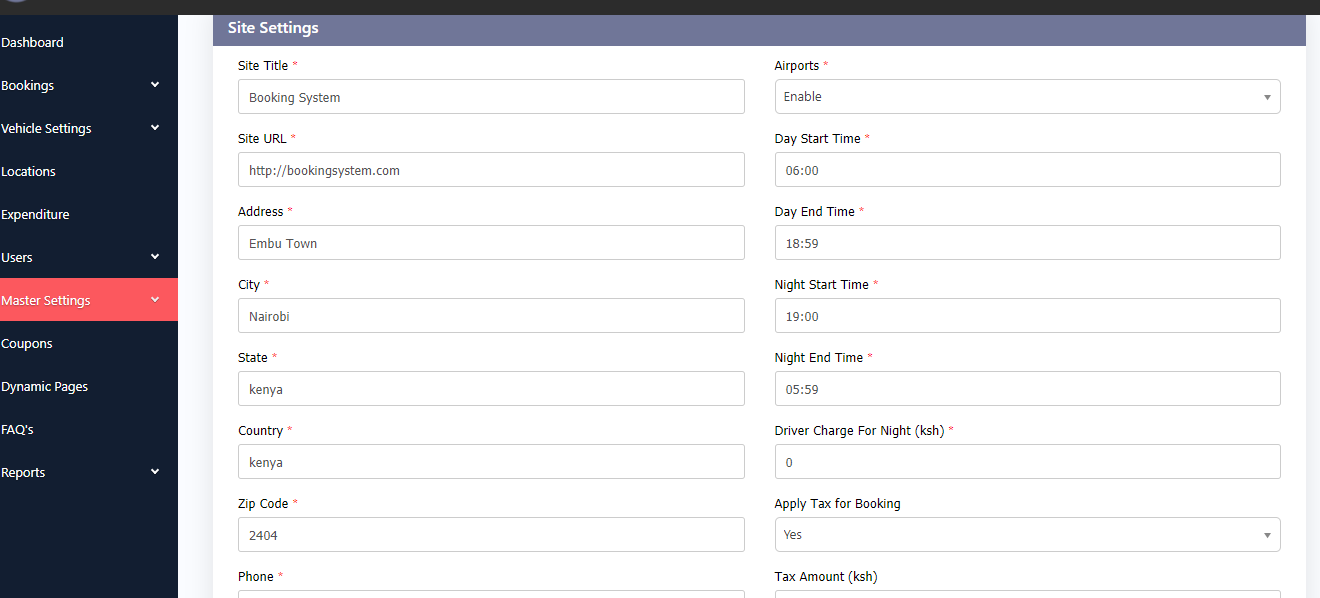 Dashboard
Bookings
Vehicle Settings
Locations
Expenditure
Users
Master Settings
Coupons
Dynamic Pages
FAQ's
Reports
Site Settings
Site Title *
Booking System
Site URL *
http://bookingsystem.com
Address *
Embu Town
City *
Nairobi
State *
kenya
Country *
kenya
Zip Code *
2404
Phone *
Airports *
Enable
Day Start Time *
06:00
Day End Time *
18:59
Night Start Time *
19:00
Night End Time *
05:59
Driver Charge For Night (ksh) *
0
Apply Tax for Booking
Yes
Tax Amount (ksh)